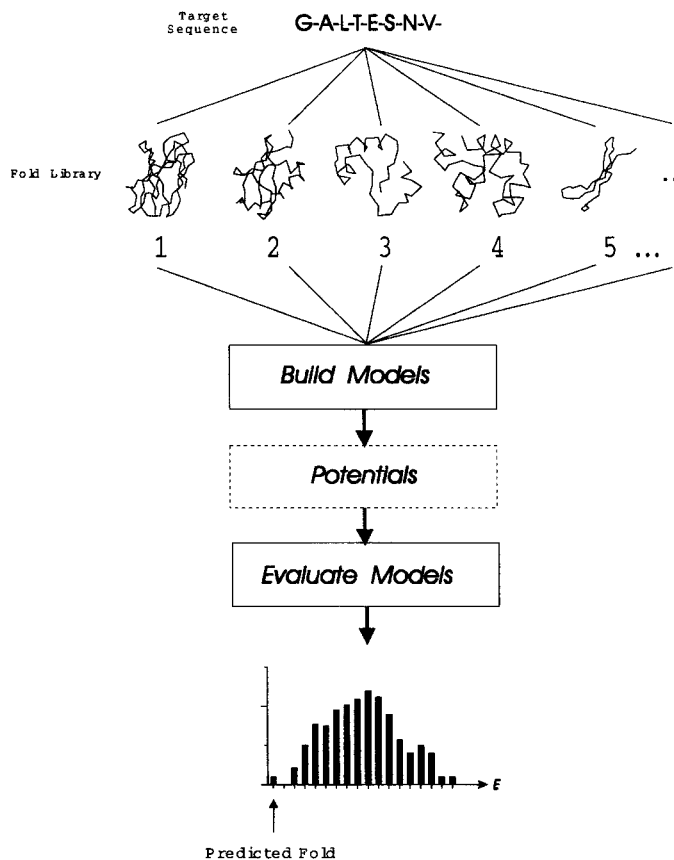 Target
Sequence
G-A-L-T-E-S-N-V-
Fold Library
..
1 2 3 4 5 ...
Build Models
Potentials
Evaluate Models
E
Predicted Fold